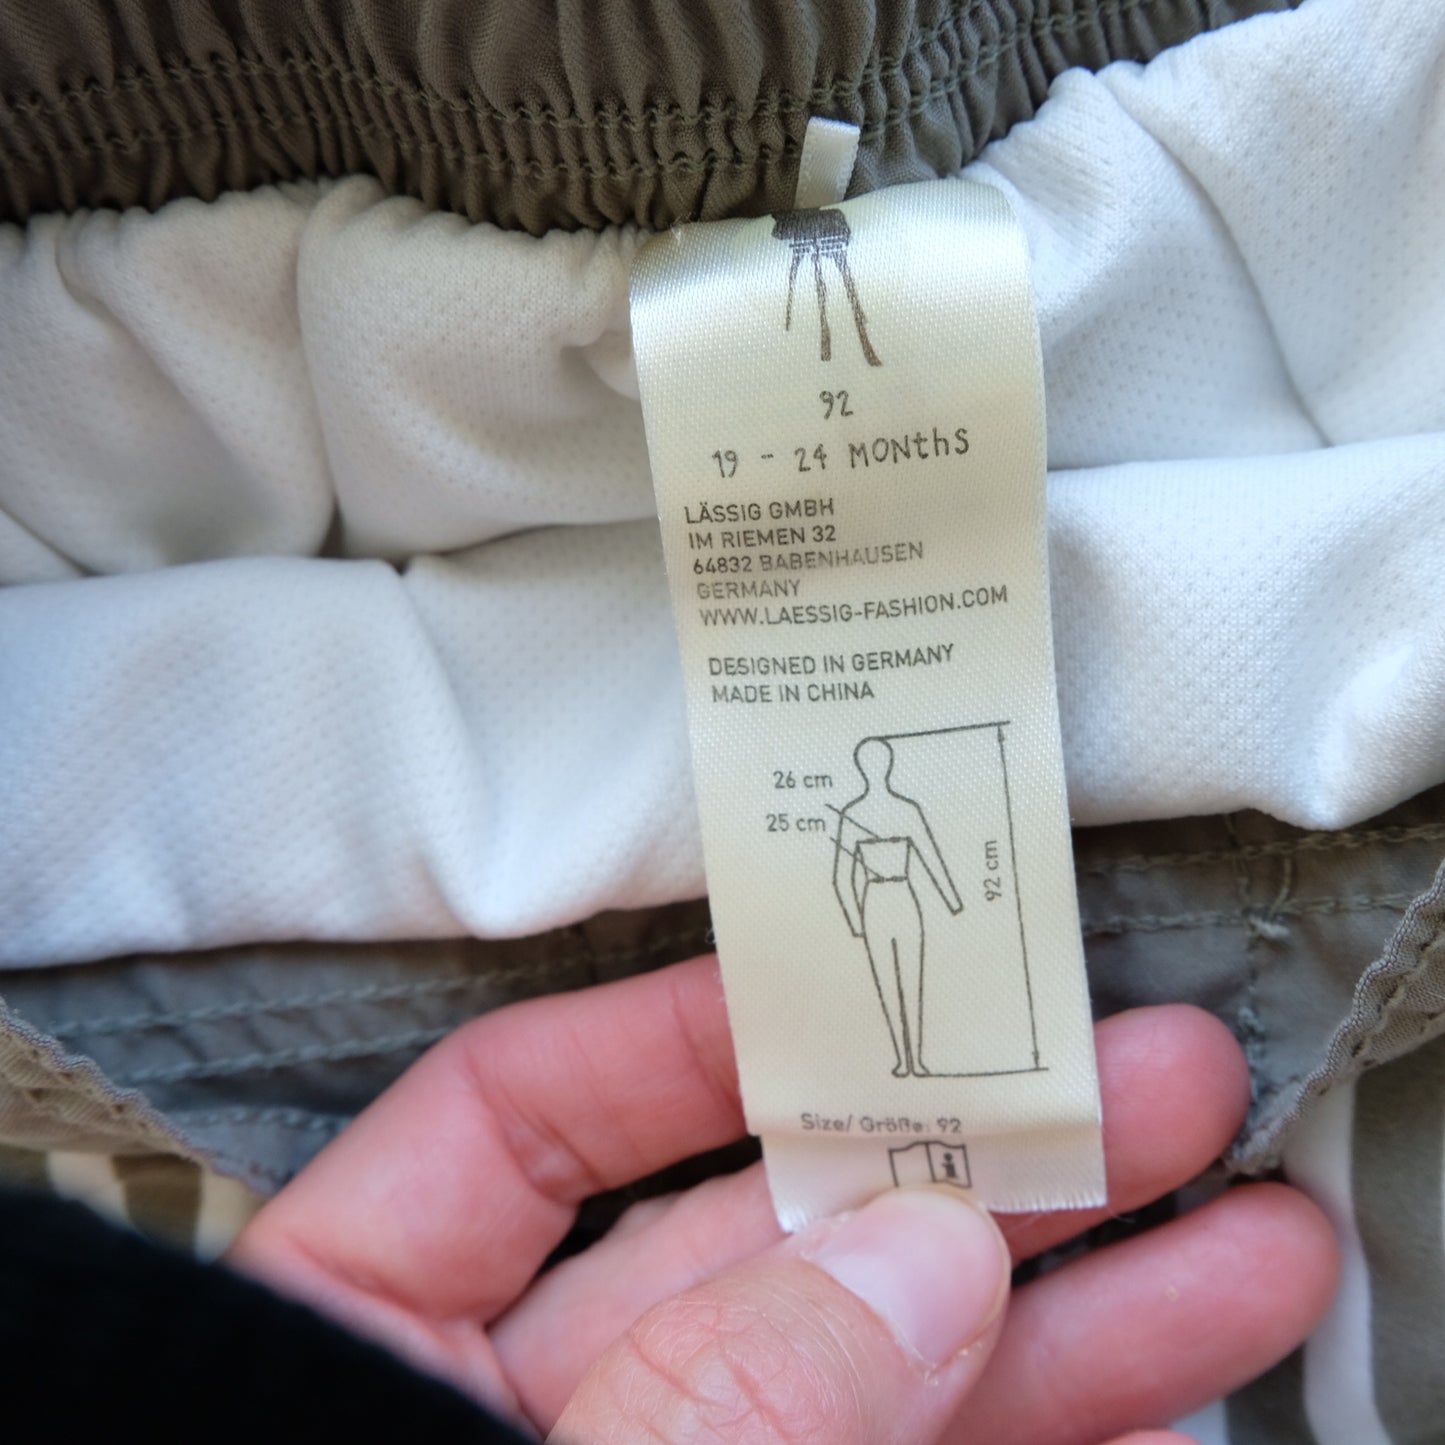 92
19 - 24 MONthS
LÄSSIG GMBH
IM RIEMEN 32
64832 BABENHAUSEN
GERMANY
WWW.LAESSIG-FASHION.COM
DESIGNED IN GERMANY
MADE IN CHINA
26 cm
25 cm
92 cm
Size/ Größe: 92